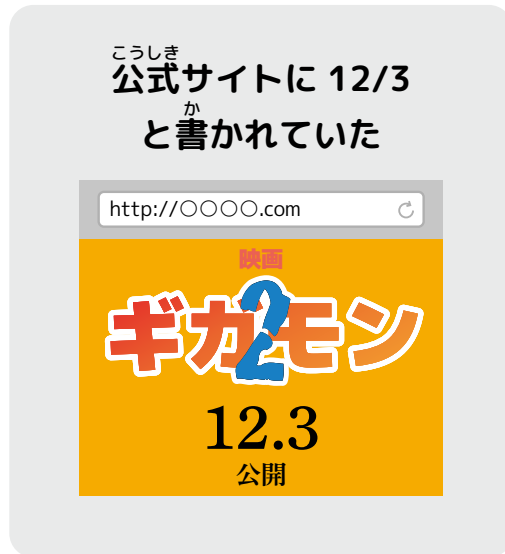 こうしき
公式サイトに 12/3
か
と書かれていた
http://○○○○.com
映画
ギガモン2
12.3
公開